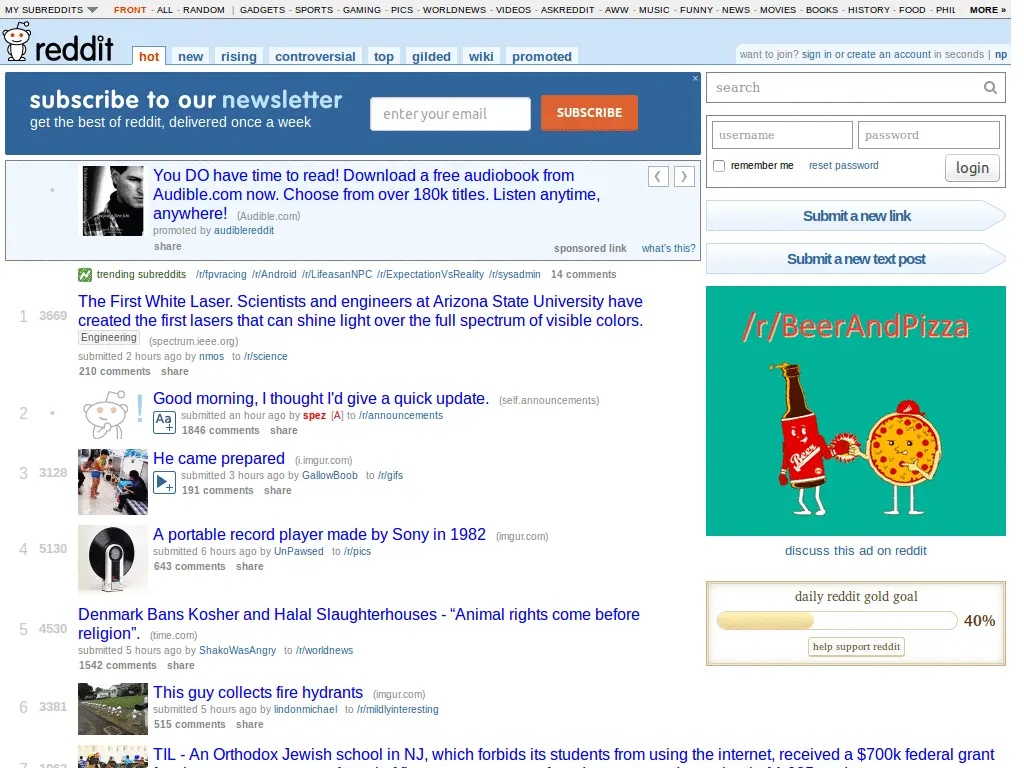 MY SUBREDDITS FRONT - ALL - RANDOM | GADGETS - SPORTS - GAMING - PICS - WORLDNEWS - VIDEOS - ASKREDDIT - AWW - MUSIC - FUNNY - NEWS - MOVIES - BOOKS - HISTORY - FOOD - PHIL MORE »
reddit hot new rising controversial top gilded wiki promoted
want to join? sign in or create an account in seconds | np
subscribe to our newsletter
get the best of reddit, delivered once a week
enter your email SUBSCRIBE
×
search
username password
remember me reset password login
Submit a new link
Submit a new text post
You DO have time to read! Download a free audiobook from
Audible.com now. Choose from over 180k titles. Listen anytime,
anywhere! (Audible.com)
promoted by audiblereddit
share
sponsored link what's this?
trending subreddits /r/fpvracing /r/Android /r/LifeasanNPC /r/ExpectationVsReality /r/sysadmin 14 comments
1 3669 The First White Laser. Scientists and engineers at Arizona State University have
created the first lasers that can shine light over the full spectrum of visible colors.
Engineering (spectrum.ieee.org)
submitted 2 hours ago by nmos to /r/science
210 comments share
2 • Good morning, I thought I'd give a quick update. (self.announcements)
Aa+ submitted an hour ago by spez [A] to /r/announcements
1846 comments share
3 3128 He came prepared (i.imgur.com)
submitted 3 hours ago by GallowBoob to /r/gifs
191 comments share
4 5130 A portable record player made by Sony in 1982 (imgur.com)
submitted 6 hours ago by UnPawsed to /r/pics
643 comments share
5 4530 Denmark Bans Kosher and Halal Slaughterhouses - “Animal rights come before
religion”. (time.com)
submitted 5 hours ago by ShakoWasAngry to /r/worldnews
1542 comments share
6 3381 This guy collects fire hydrants (imgur.com)
submitted 5 hours ago by lindonmichael to /r/mildlyinteresting
515 comments share
TIL - An Orthodox Jewish school in NJ, which forbids its students from using the internet, received a $700k federal grant
/r/BeerAndPizza
Beer
discuss this ad on reddit
daily reddit gold goal
40%
help support reddit